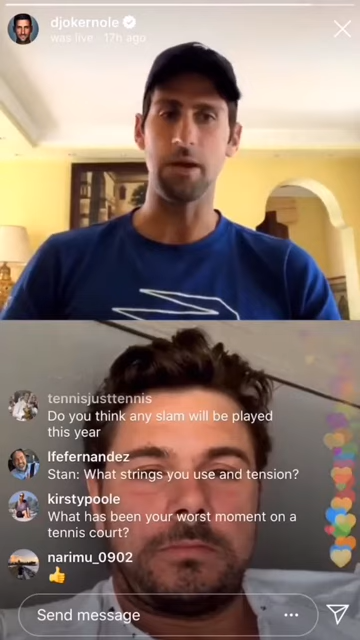 djokernole
was live · 17h ago
tennisjusttennis
Do you think any slam will be played
this year
lfefernandez
Stan: What strings you use and tension?
kirstypoole
What has been your worst moment on a
tennis court?
narimu_0902
👍
Send message